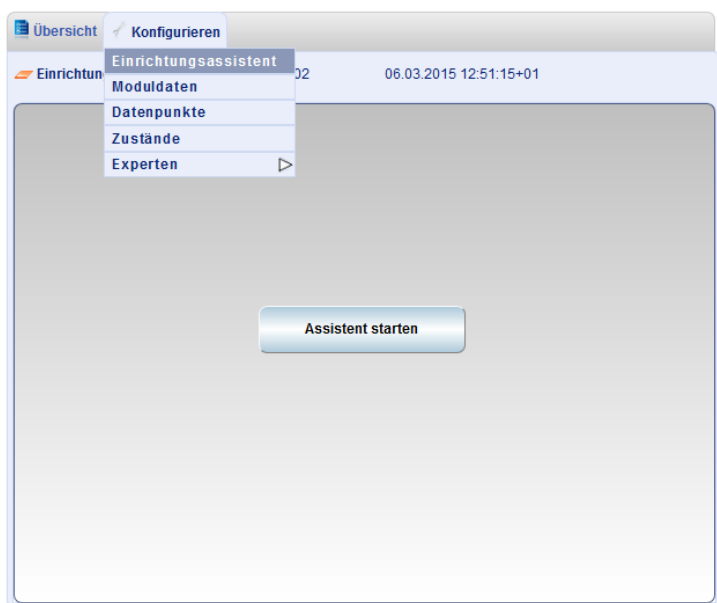 Übersicht Konfigurieren
Einrichtungsassistent
Einrichtun 02 06.03.2015 12:51:15+01
Moduldaten
Datenpunkte
Zustände
Experten
Assistent starten